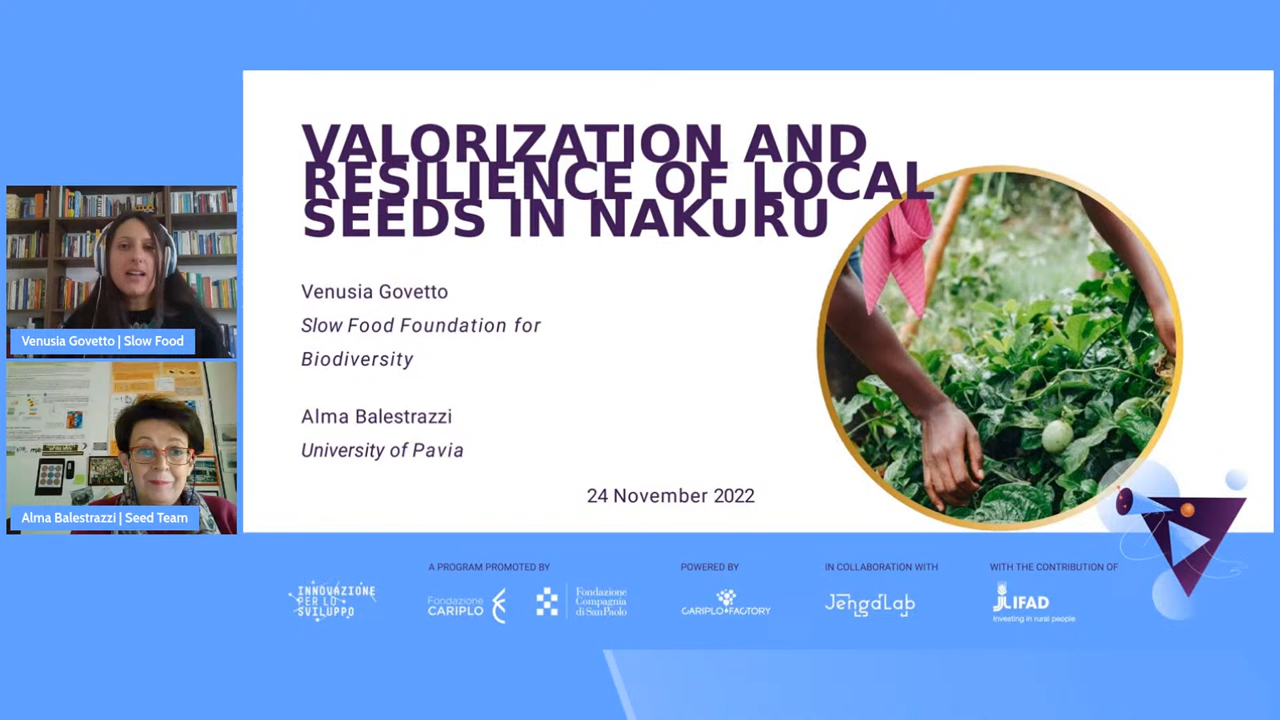 VALORIZATION AND
RESILIENCE OF LOCAL
SEEDS IN NAKURU
Venusia Govetto
Slow Food Foundation for
Biodiversity
Alma Balestrazzi
University of Pavia
24 November 2022
Venusia Govetto | Slow Food
Alma Balestrazzi | Seed Team
A PROGRAM PROMOTED BY
POWERED BY
IN COLLABORATION WITH
WITH THE CONTRIBUTION OF
INNOVAZIONE
PER LO
SVILUPPO
Fondazione
CARIPLO
Fondazione
Compagnia
di San Paolo
CARIPLO FACTORY
JengaLab
JLIFAD
Investing in rural people